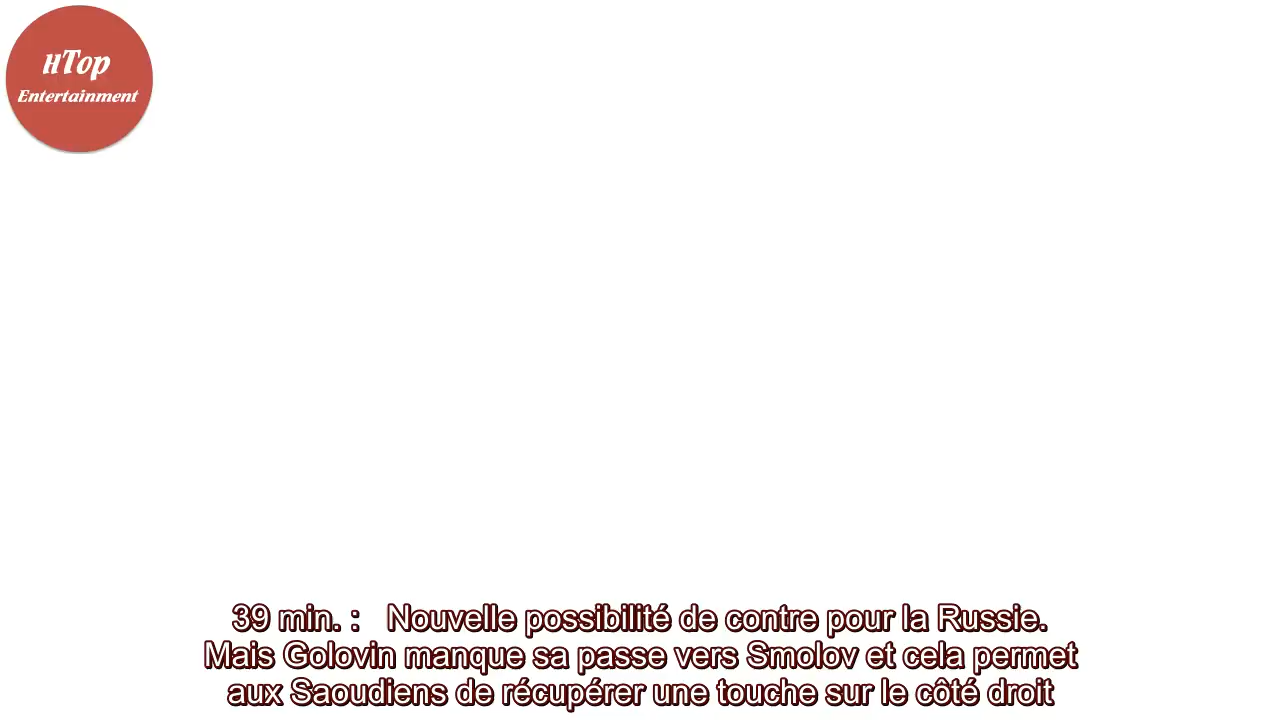 HTop
Entertainment
39 min. : Nouvelle possibilité de contre pour la Russie.
Mais Golovin manque sa passe vers Smolov et cela permet
aux Saoudiens de récupérer une touche sur le côté droit